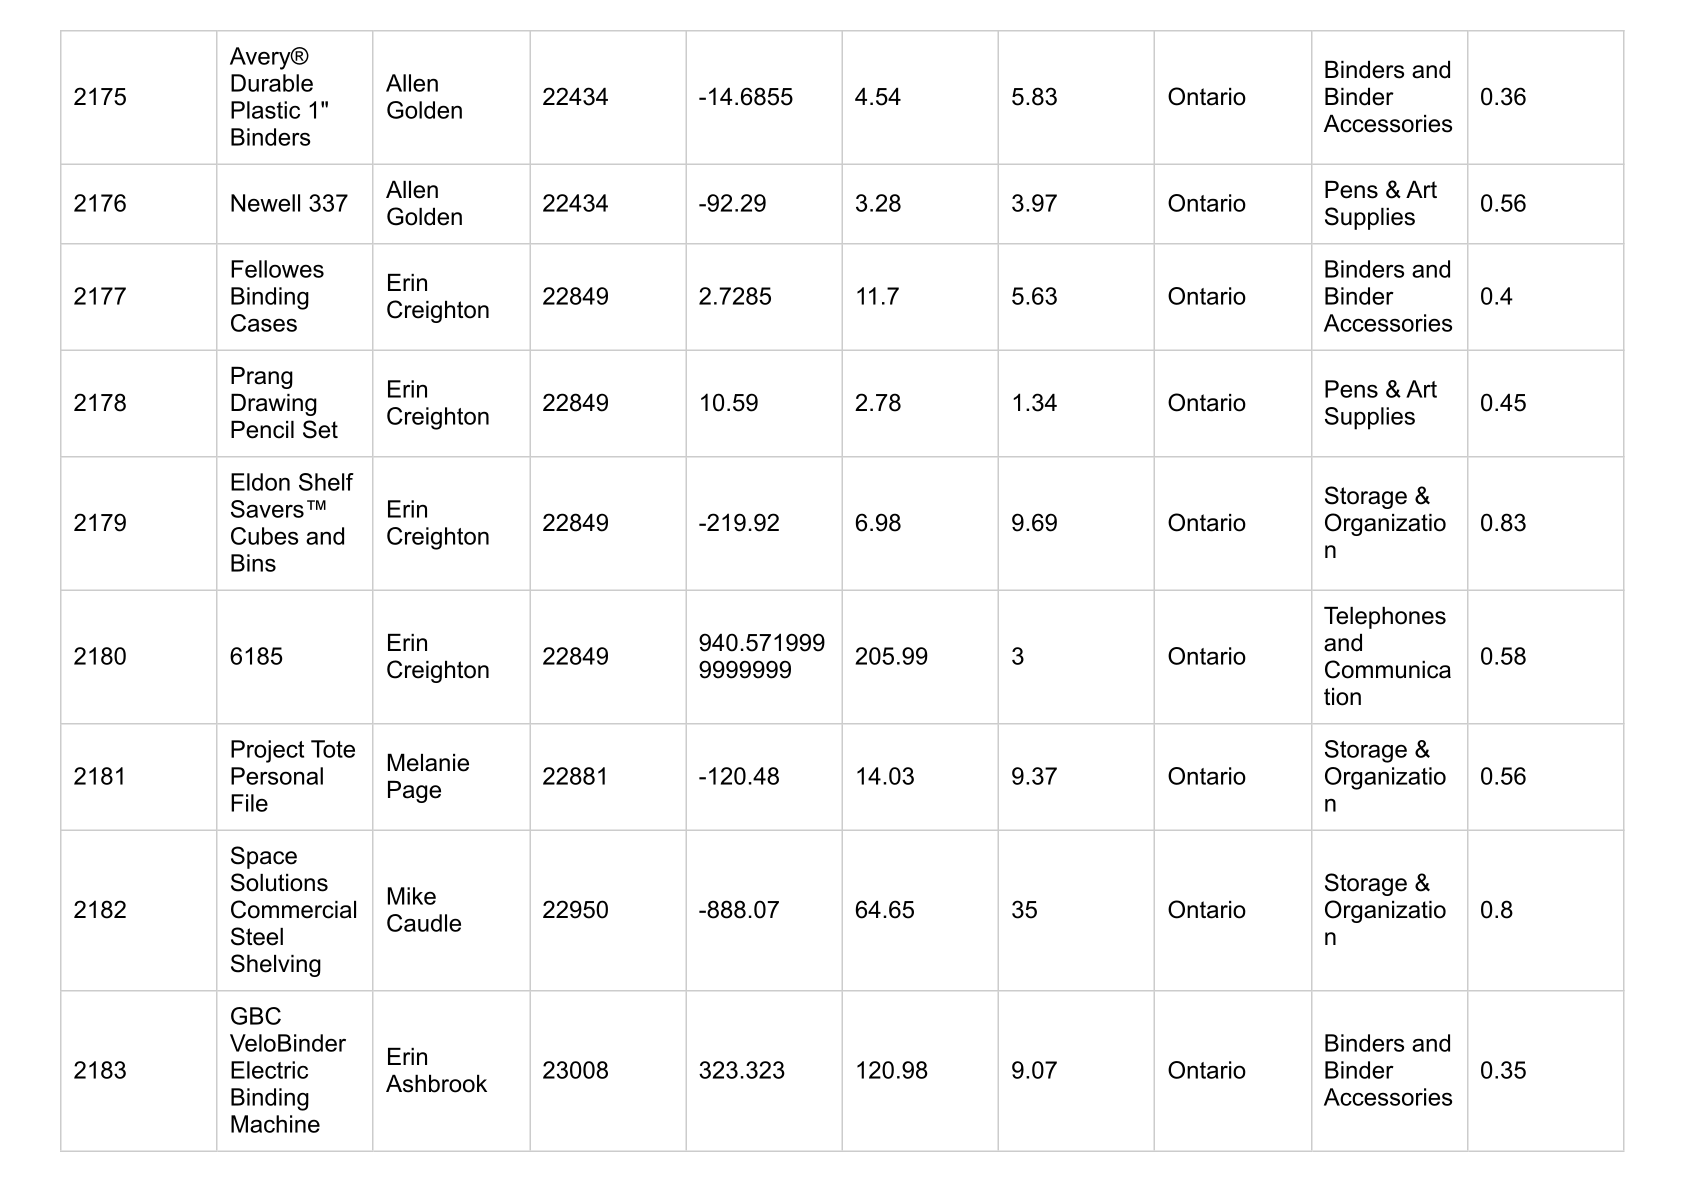 2175
Avery®
Durable
Plastic 1"
Binders
Allen
Golden
22434
-14.6855
4.54
5.83
Ontario
Binders and
Binder
Accessories
0.36
2176
Newell 337
Allen
Golden
22434
-92.29
3.28
3.97
Ontario
Pens & Art
Supplies
0.56
2177
Fellowes
Binding
Cases
Erin
Creighton
22849
2.7285
11.7
5.63
Ontario
Binders and
Binder
Accessories
0.4
2178
Prang
Drawing
Pencil Set
Erin
Creighton
22849
10.59
2.78
1.34
Ontario
Pens & Art
Supplies
0.45
2179
Eldon Shelf
Savers™
Cubes and
Bins
Erin
Creighton
22849
-219.92
6.98
9.69
Ontario
Storage &
Organizatio
n
0.83
2180
6185
Erin
Creighton
22849
940.571999
9999999
205.99
3
Ontario
Telephones
and
Communica
tion
0.58
2181
Project Tote
Personal
File
Melanie
Page
22881
-120.48
14.03
9.37
Ontario
Storage &
Organizatio
n
0.56
2182
Space
Solutions
Commercial
Steel
Shelving
Mike
Caudle
22950
-888.07
64.65
35
Ontario
Storage &
Organizatio
n
0.8
2183
GBC
VeloBinder
Electric
Binding
Machine
Erin
Ashbrook
23008
323.323
120.98
9.07
Ontario
Binders and
Binder
Accessories
0.35